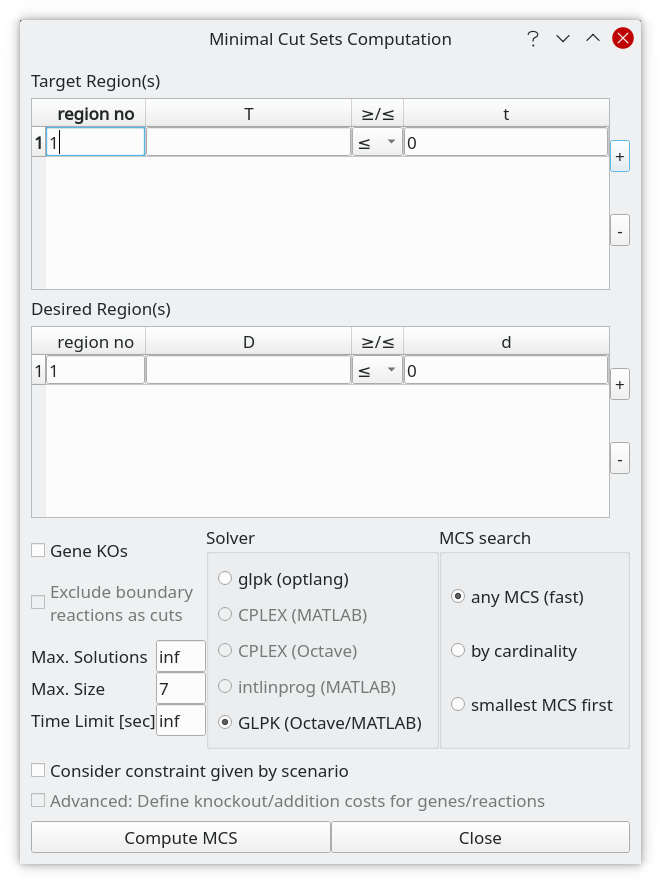 Minimal Cut Sets Computation
Target Region(s)
region no T ≥/≤ t
1 1 ≤ 0
+
-
Desired Region(s)
region no D ≥/≤ d
1 1 ≤ 0
+
-
Gene KOs
Exclude boundary
reactions as cuts
Max. Solutions inf
Max. Size 7
Time Limit [sec] inf
Solver
glpk (optlang)
CPLEX (MATLAB)
CPLEX (Octave)
intlinprog (MATLAB)
GLPK (Octave/MATLAB)
MCS search
any MCS (fast)
by cardinality
smallest MCS first
Consider constraint given by scenario
Advanced: Define knockout/addition costs for genes/reactions
Compute MCS Close